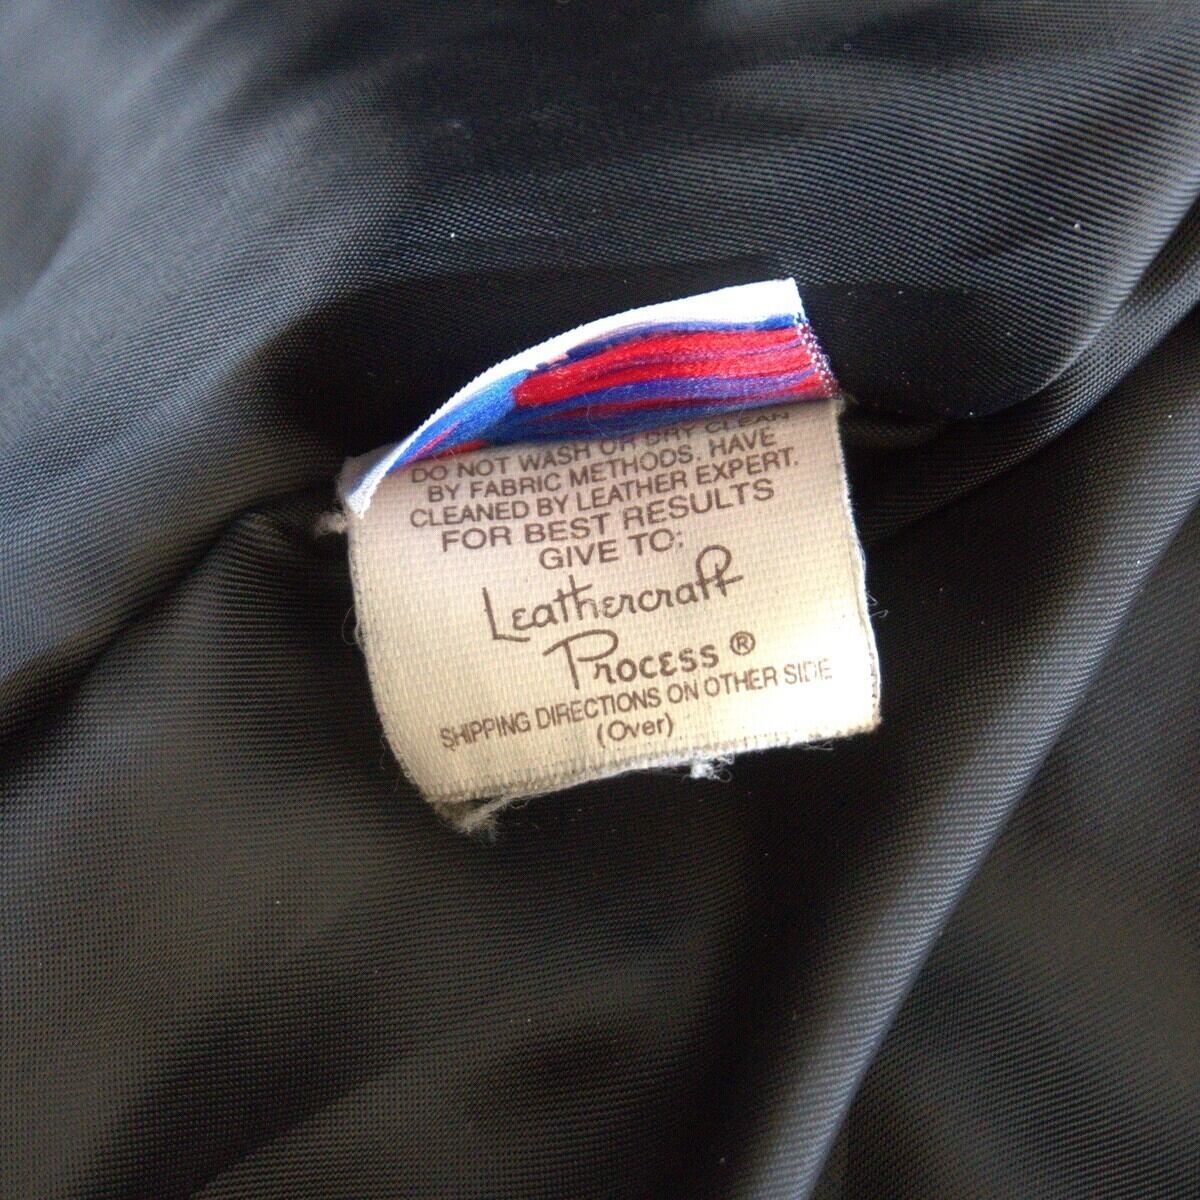 DO NOT WASH OR DRY CLEAN
BY FABRIC METHODS. HAVE
CLEANED BY LEATHER EXPERT.
FOR BEST RESULTS
GIVE TO:
Leathercraft
Process ®
SHIPPING DIRECTIONS ON OTHER SIDE
(Over)